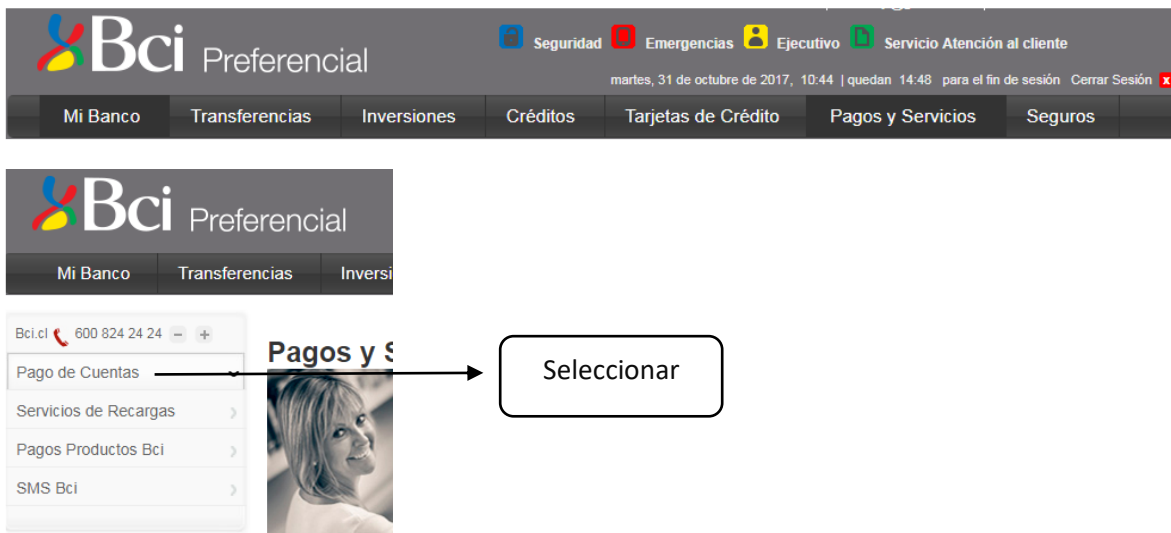 Bci Preferencial
Seguridad Emergencias Ejecutivo Servicio Atención al cliente
martes, 31 de octubre de 2017, 10:44 | quedan 14:48 para el fin de sesión Cerrar Sesión x
Mi Banco Transferencias Inversiones Créditos Tarjetas de Crédito Pagos y Servicios Seguros
Bci Preferencial
Mi Banco Transferencias Inversi
Bci.cl 600 824 24 24 - +
Pagos y S
Pago de Cuentas
Seleccionar
Servicios de Recargas
Pagos Productos Bci
SMS Bci